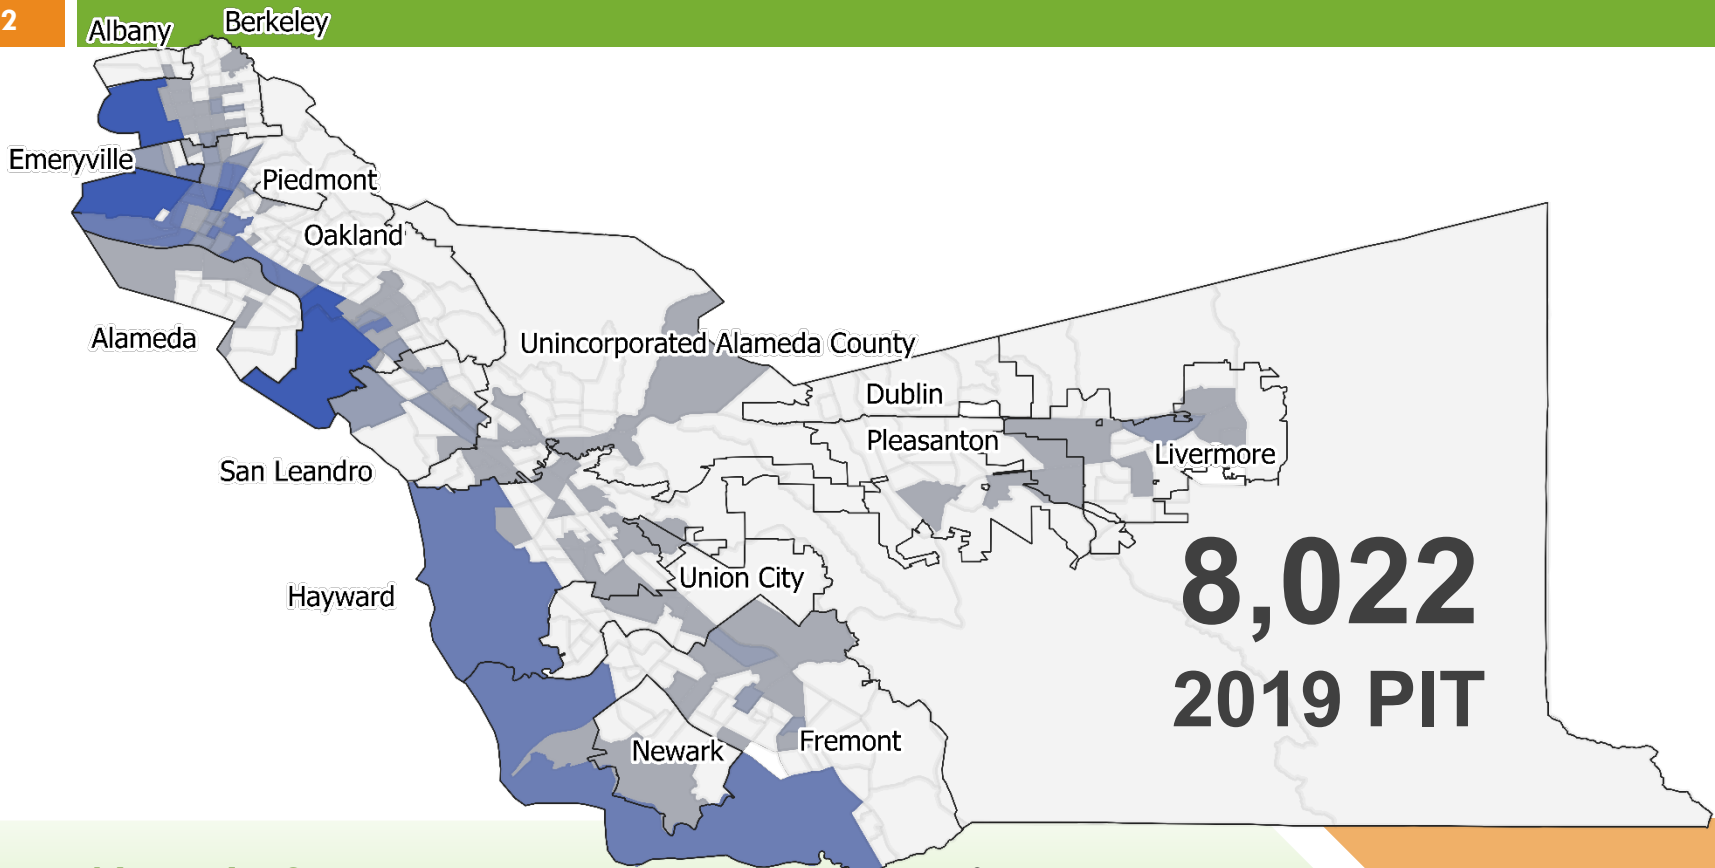 2
Berkeley
Albany
Emeryville
Piedmont
Oakland
Alameda
Unincorporated Alameda County
Dublin
Pleasanton
Livermore
San Leandro
8,022
Union City
Hayward
2019 PIT
Fremont
Newark